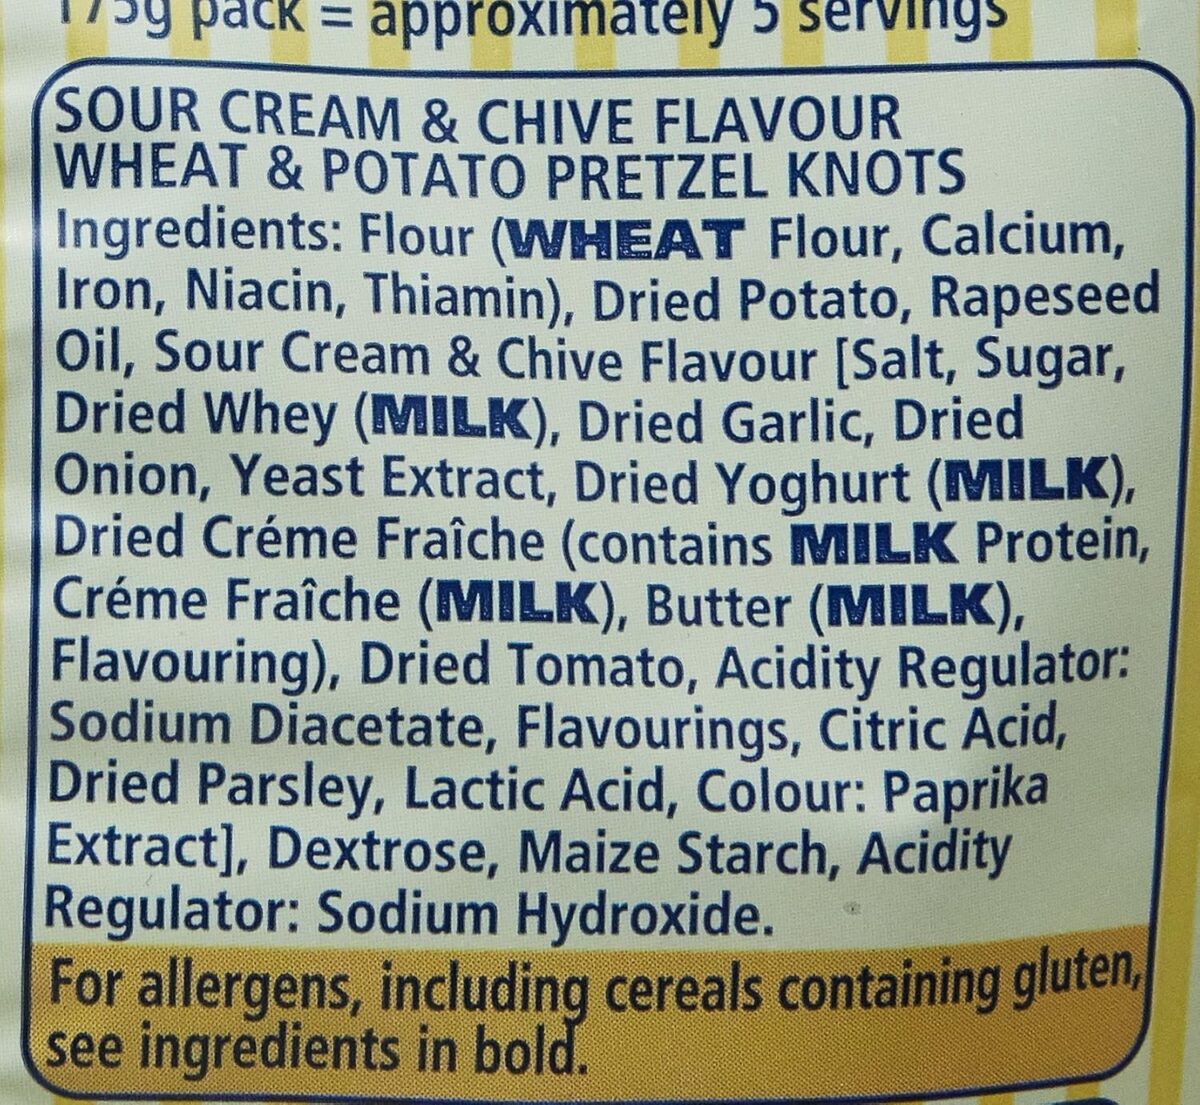 175g pack = approximately 5 servings
SOUR CREAM & CHIVE FLAVOUR
WHEAT & POTATO PRETZEL KNOTS
Ingredients: Flour (WHEAT Flour, Calcium,
Iron, Niacin, Thiamin), Dried Potato, Rapeseed
Oil, Sour Cream & Chive Flavour [Salt, Sugar,
Dried Whey (MILK), Dried Garlic, Dried
Onion, Yeast Extract, Dried Yoghurt (MILK),
Dried Créme Fraîche (contains MILK Protein,
Créme Fraîche (MILK), Butter (MILK),
Flavouring), Dried Tomato, Acidity Regulator:
Sodium Diacetate, Flavourings, Citric Acid,
Dried Parsley, Lactic Acid, Colour: Paprika
Extract], Dextrose, Maize Starch, Acidity
Regulator: Sodium Hydroxide.
For allergens, including cereals containing gluten,
see ingredients in bold.